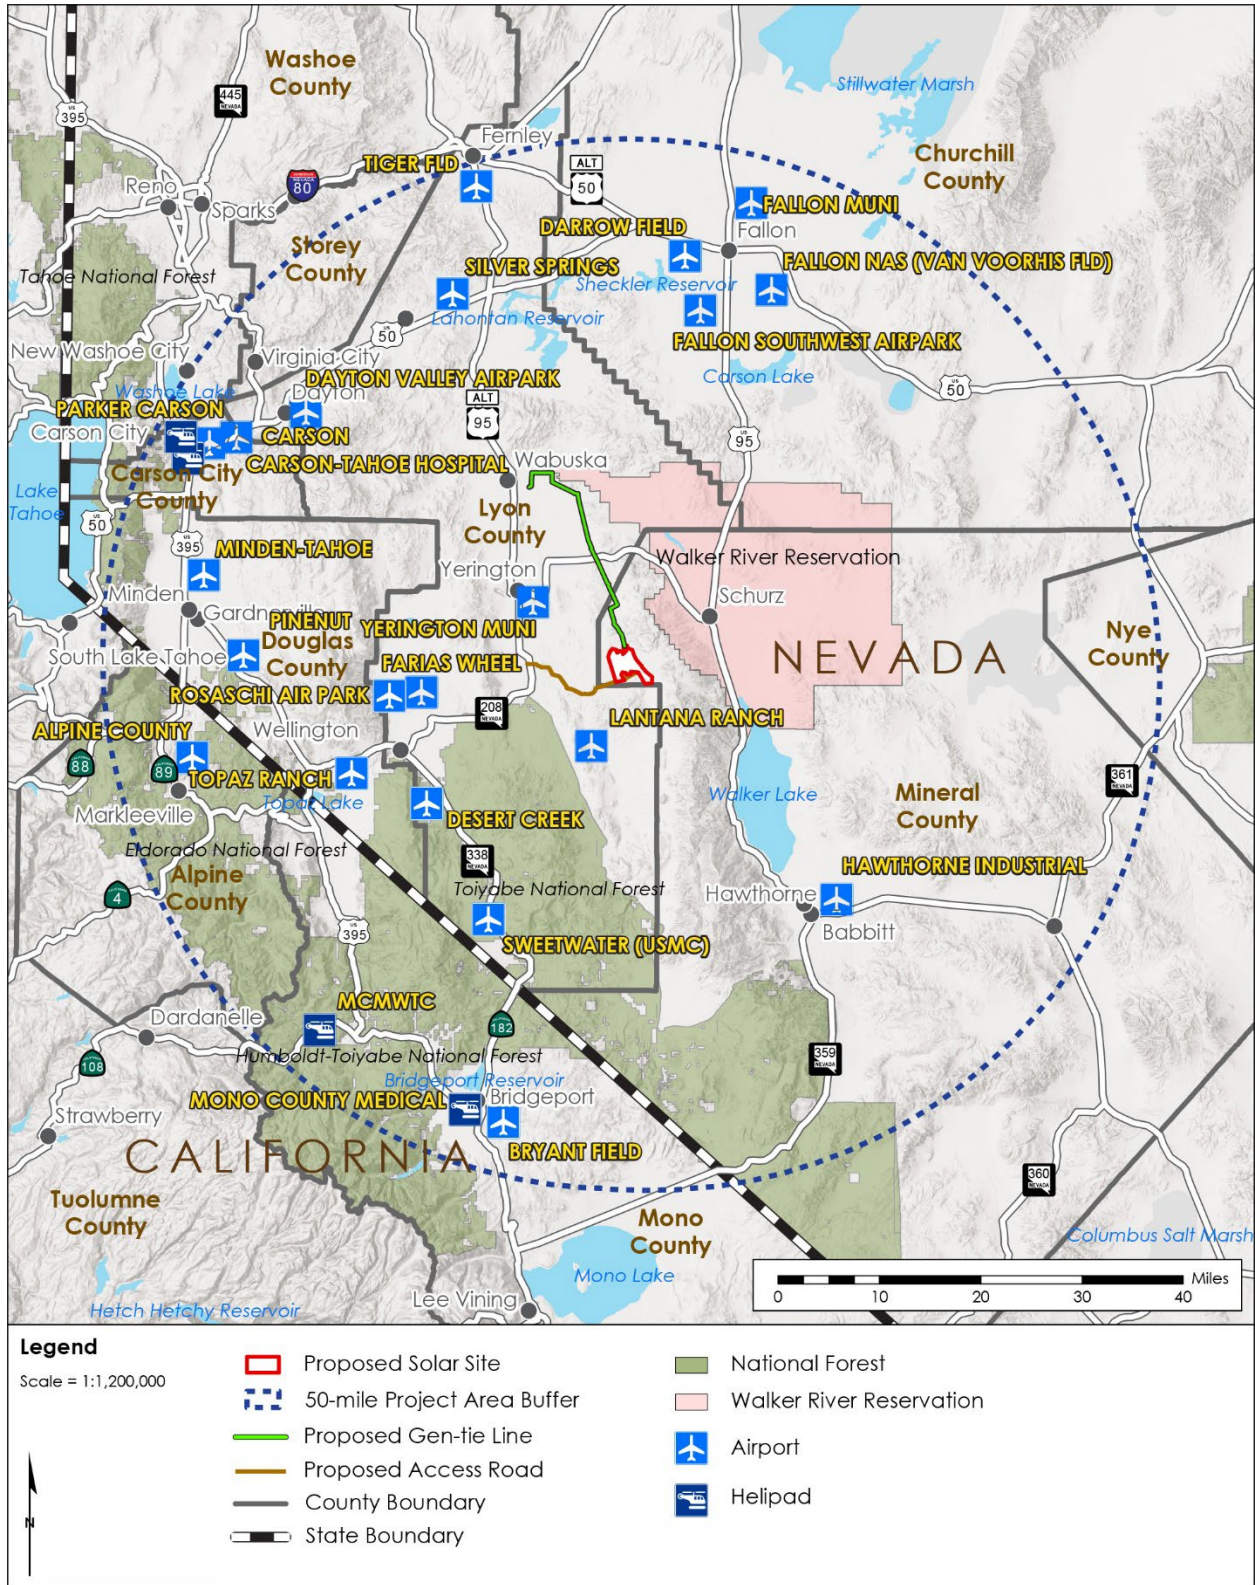 Washoe
County
445
NEVADA
US
395
Stillwater Marsh
Fernley
Churchill
County
TIGER FLD
ALT
50
NEVADA
80
Reno
Sparks
FALLON MUNI
DARROW FIELD
Fallon
Storey
County
Tahoe National Forest
SILVER SPRINGS
FALLON NAS (VAN VOORHIS FLD)
Sheckler Reservoir
Lahontan Reservoir
US
50
FALLON SOUTHWEST AIRPARK
New Washoe City
Virginia City
Carson Lake
DAYTON VALLEY AIRPARK
US
50
Washoe Lake
Dayton
ALT
95
PARKER CARSON
Carson City
CARSON
US
95
CARSON-TAHOE HOSPITAL
Wabuska
Carson City
County
Lake
Tahoe
US
50
Lyon
County
US
395
MINDEN-TAHOE
Walker River Reservation
Yerington
Minden
Gardnerville
Schurz
PINENUT
YERINGTON MUNI
Nye
County
Douglas
County
NEVADA
South Lake Tahoe
FARIAS WHEEL
ROSASCHI AIR PARK
208
NEVADA
LANTANA RANCH
ALPINE COUNTY
Wellington
88
89
TOPAZ RANCH
361
NEVADA
Topaz Lake
Walker Lake
Markleeville
Mineral
County
DESERT CREEK
Eldorado National Forest
338
NEVADA
HAWTHORNE INDUSTRIAL
Alpine
County
Toiyabe National Forest
4
Hawthorne
Babbitt
US
395
SWEETWATER (USMC)
MCMWTC
Dardanelle
182
Humboldt-Toiyabe National Forest
359
NEVADA
108
Bridgeport Reservoir
MONO COUNTY MEDICAL
Bridgeport
Strawberry
BRYANT FIELD
CALIFORNIA
360
NEVADA
Tuolumne
County
Mono
County
Columbus Salt Marsh
Mono Lake
Miles
0 10 20 30 40
Hetch Hetchy Reservoir
Lee Vining
Legend
Scale = 1:1,200,000
N
Proposed Solar Site
50-mile Project Area Buffer
Proposed Gen-tie Line
Proposed Access Road
County Boundary
State Boundary
National Forest
Walker River Reservation
Airport
Helipad